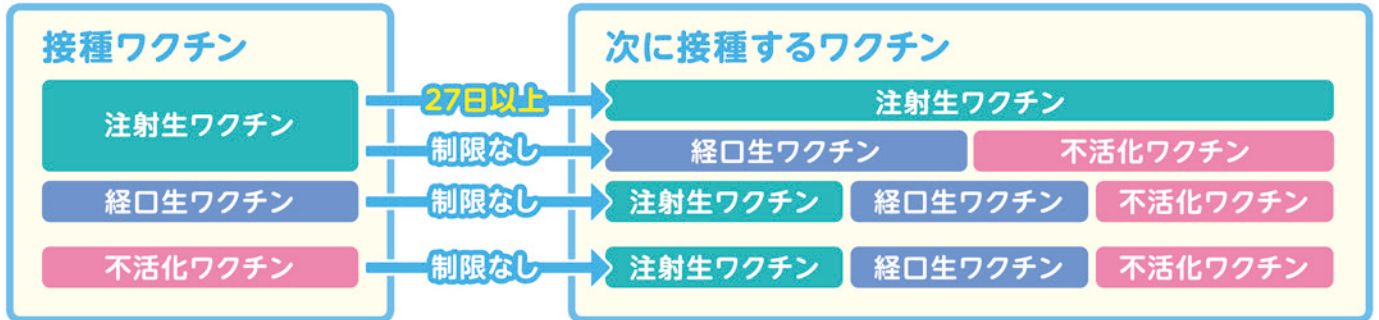 接種ワクチン
次に接種するワクチン
注射生ワクチン
27日以上
注射生ワクチン
制限なし
経口生ワクチン
不活化ワクチン
経口生ワクチン
制限なし
注射生ワクチン
経口生ワクチン
不活化ワクチン
不活化ワクチン
制限なし
注射生ワクチン
経口生ワクチン
不活化ワクチン